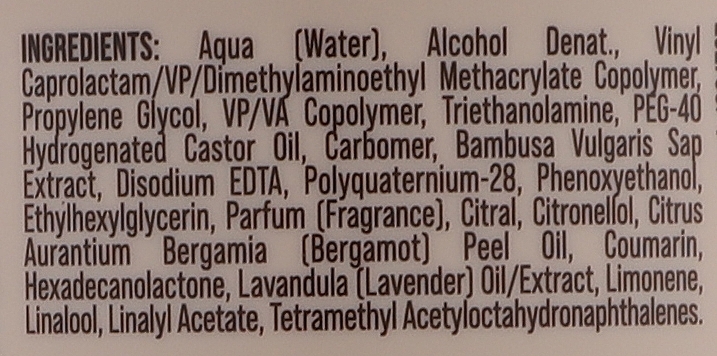 INGREDIENTS: Aqua (Water), Alcohol Denat., Vinyl
Caprolactam/VP/Dimethylaminoethyl Methacrylate Copolymer,
Propylene Glycol, VP/VA Copolymer, Triethanolamine, PEG-40
Hydrogenated Castor Oil, Carbomer, Bambusa Vulgaris Sap
Extract, Disodium EDTA, Polyquaternium-28, Phenoxyethanol,
Ethylhexylglycerin, Parfum (Fragrance), Citral, Citronellol, Citrus
Aurantium Bergamia (Bergamot) Peel Oil, Coumarin,
Hexadecanolactone, Lavandula (Lavender) Oil/Extract, Limonene,
Linalool, Linalyl Acetate, Tetramethyl Acetyloctahydronaphthalenes.